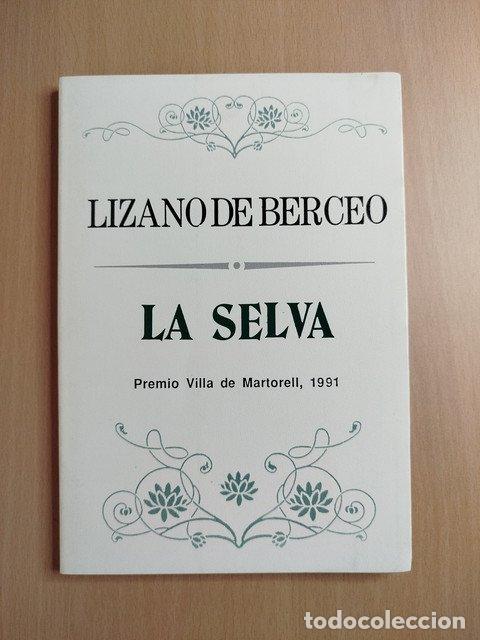 LIZANO DE BERCEO
LA SELVA
Premio Villa de Martorell, 1991
todocoleccion